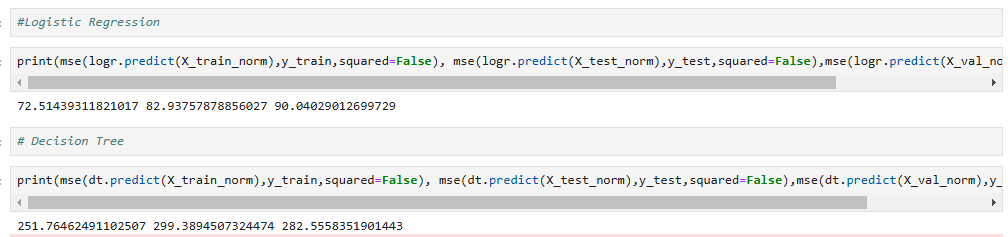 #Logistic Regression
print(mse(logr.predict(X_train_norm),y_train,squared=False), mse(logr.predict(X_test_norm),y_test,squared=False),mse(logr.predict(X_val_no
72.51439311821017 82.93757878856027 90.04029012699729
# Decision Tree
print(mse(dt.predict(X_train_norm),y_train,squared=False), mse(dt.predict(X_test_norm),y_test,squared=False),mse(dt.predict(X_val_norm),y_
251.76462491102507 299.3894507324474 282.5558351901443